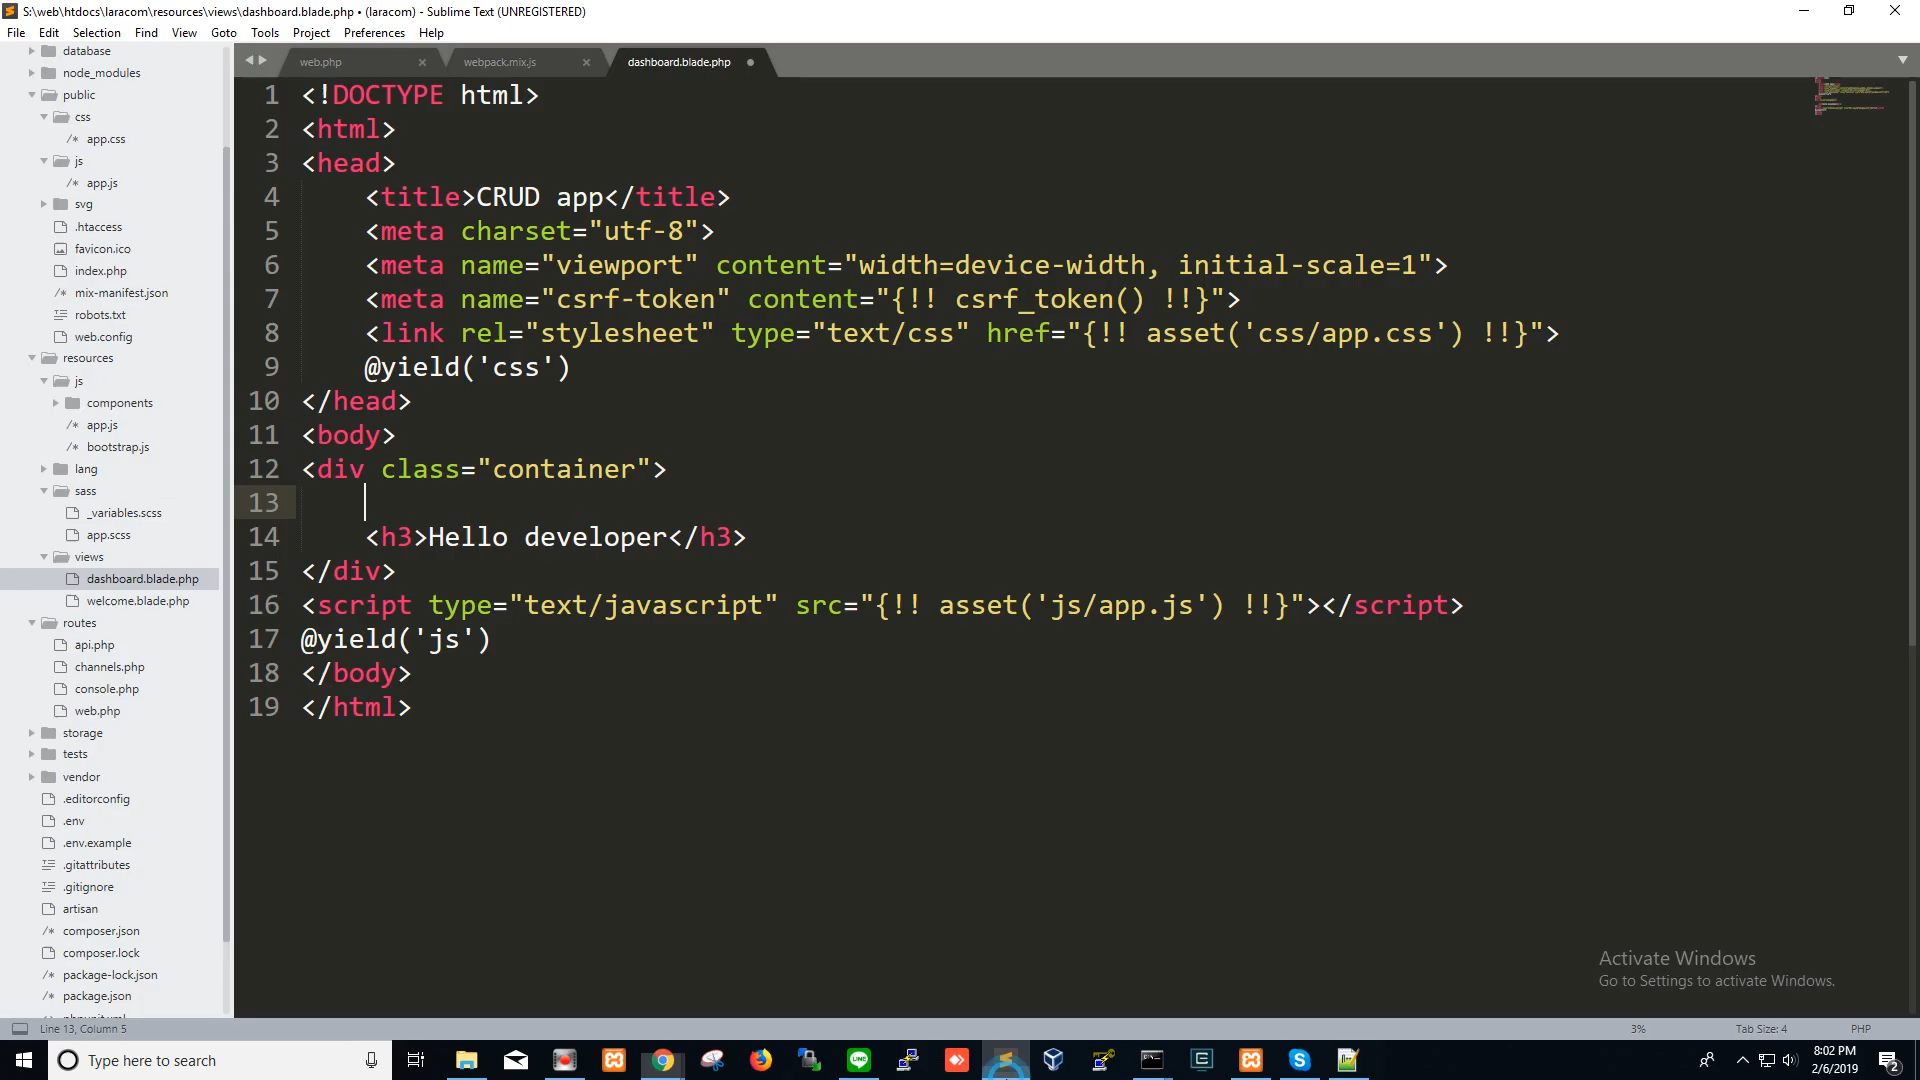 S:\web\htdocs\laracom\resources\views\dashboard.blade.php • (laracom) - Sublime Text (UNREGISTERED)
File Edit Selection Find View Goto Tools Project Preferences Help
database
node_modules
public
css
app.css
js
app.js
svg
.htaccess
favicon.ico
index.php
mix-manifest.json
robots.txt
web.config
resources
js
components
app.js
bootstrap.js
lang
sass
_variables.scss
app.scss
views
dashboard.blade.php
welcome.blade.php
routes
api.php
channels.php
console.php
web.php
storage
tests
vendor
.editorconfig
.env
.env.example
.gitattributes
.gitignore
artisan
composer.json
composer.lock
package-lock.json
package.json
web.php webpack.mix.js dashboard.blade.php
1 <!DOCTYPE html>
2 <html>
3 <head>
4 <title>CRUD app</title>
5 <meta charset="utf-8">
6 <meta name="viewport" content="width=device-width, initial-scale=1">
7 <meta name="csrf-token" content="{!! csrf_token() !!}">
8 <link rel="stylesheet" type="text/css" href="{!! asset('css/app.css') !!}">
9 @yield('css')
10 </head>
11 <body>
12 <div class="container">
13
14 <h3>Hello developer</h3>
15 </div>
16 <script type="text/javascript" src="{!! asset('js/app.js') !!}"></script>
17 @yield('js')
18 </body>
19 </html>
Activate Windows
Go to Settings to activate Windows.
Line 13, Column 5 3% Tab Size: 4 PHP
Type here to search
8:02 PM
2/6/2019
2